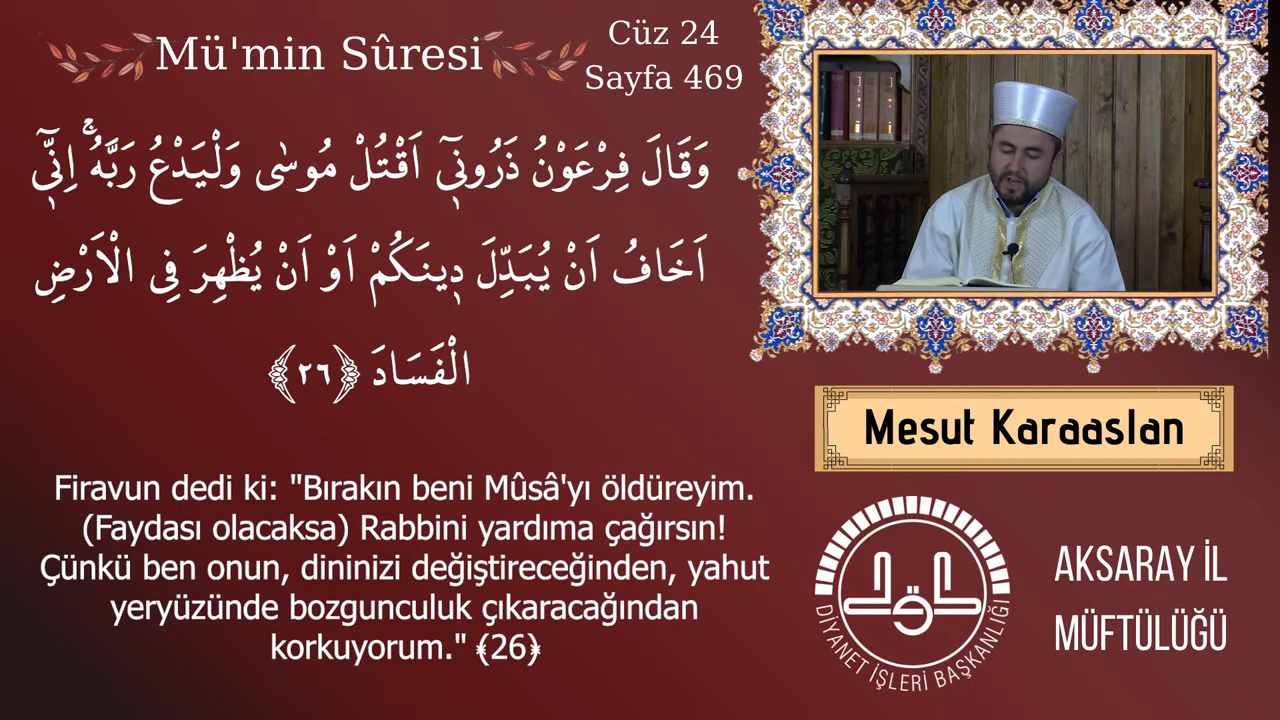 Mü'min Sûresi
Cüz 24
Sayfa 469
وَقَالَ فِرْعَوْنُ ذَرُونٖٓي اَقْتُلْ مُوسٰى وَلْيَدْعُ رَبَّهُۚ اِنّٖٓي
اَخَافُ اَنْ يُبَدِّلَ دٖينَكُمْ اَوْ اَنْ يُظْهِرَ فِي الْاَرْضِ
الْفَسَادَ ﴿٢٦﴾
Firavun dedi ki: "Bırakın beni Mûsâ'yı öldüreyim.
(Faydası olacaksa) Rabbini yardıma çağırsın!
Çünkü ben onun, dininizi değiştireceğinden, yahut
yeryüzünde bozgunculuk çıkaracağından
korkuyorum." ﴾26﴿
Mesut Karaaslan
DİYANET İŞLERİ BAŞKANLIĞI
AKSARAY İL
MÜFTÜLÜĞÜ